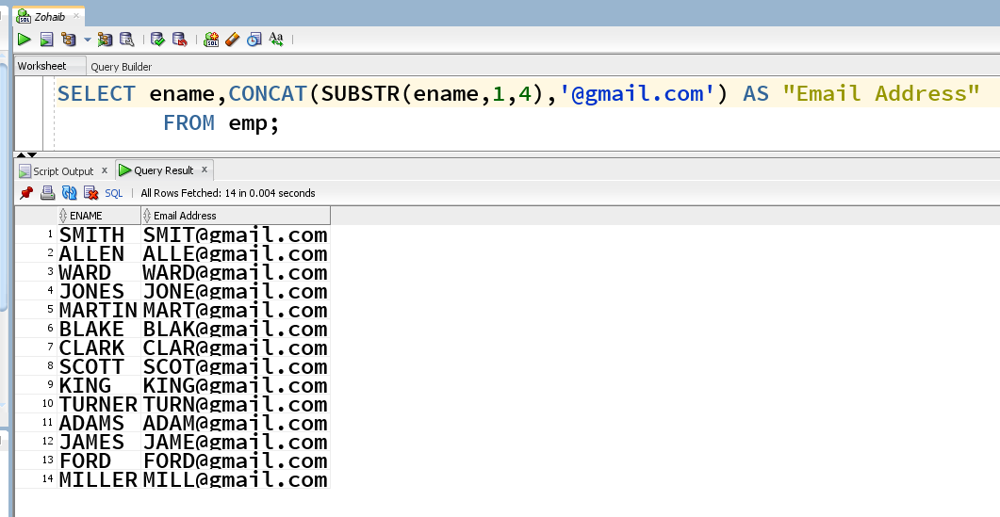 Zohaib
Worksheet Query Builder
SELECT ename,CONCAT(SUBSTR(ename,1,4),'@gmail.com') AS "Email Address"
FROM emp;
Script Output x Query Result x
SQL All Rows Fetched: 14 in 0.004 seconds
ENAME Email Address
1 SMITH SMIT@gmail.com
2 ALLEN ALLE@gmail.com
3 WARD WARD@gmail.com
4 JONES JONE@gmail.com
5 MARTIN MART@gmail.com
6 BLAKE BLAK@gmail.com
7 CLARK CLAR@gmail.com
8 SCOTT SCOT@gmail.com
9 KING KING@gmail.com
10 TURNER TURN@gmail.com
11 ADAMS ADAM@gmail.com
12 JAMES JAME@gmail.com
13 FORD FORD@gmail.com
14 MILLER MILL@gmail.com